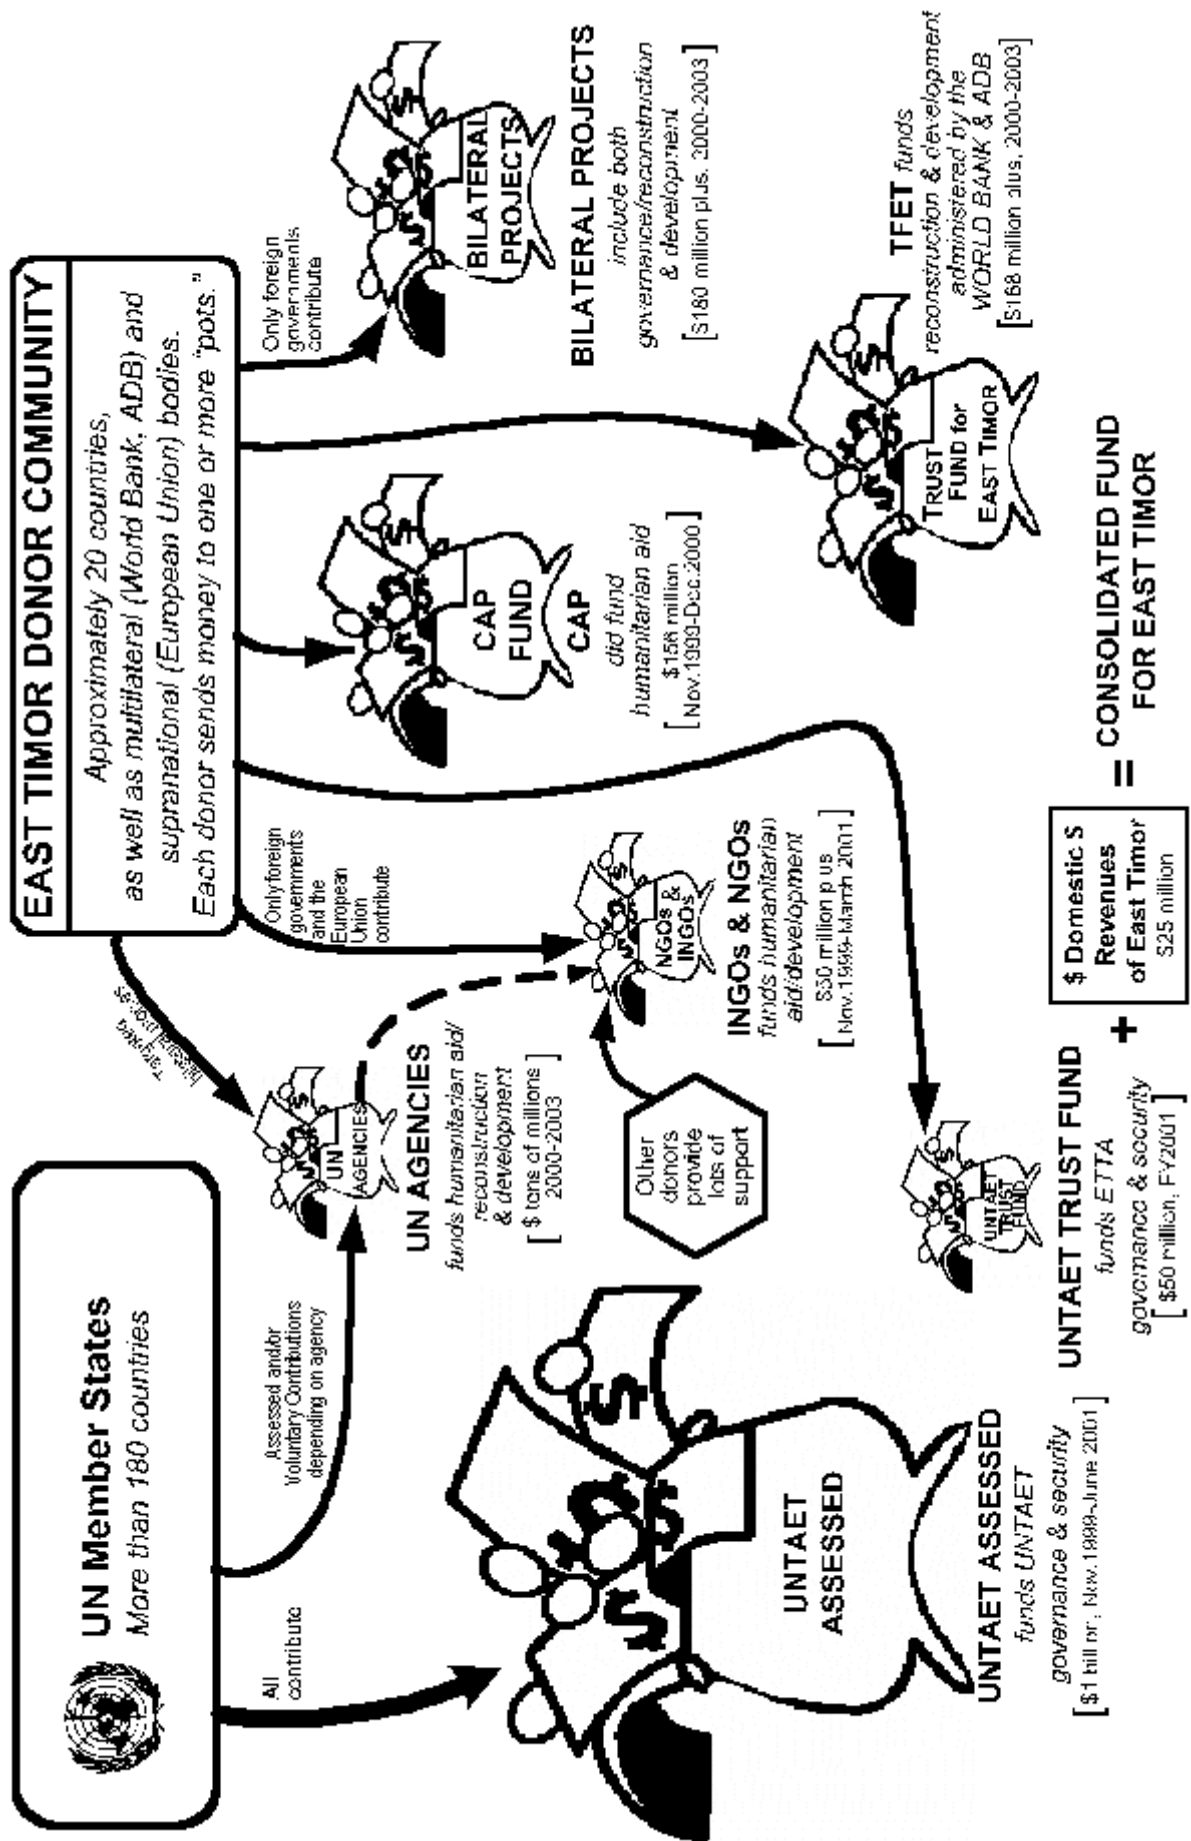 UN Member States
More than 180 countries
EAST TIMOR DONOR COMMUNITY
Approximately 20 countries,
as well as multilateral (World Bank, ADB) and
supranational (European Union) bodies.
Each donor sends money to one or more "pots."
All
contribute
Assessed and/or
Voluntary Contributions
depending on agency
Targeted
Only foreign
governments
and the
European
Union
contribute
Only foreign
governments
contribute
UN
AGENCIES
UN AGENCIES
funds humanitarian aid/
reconstruction
& development
[ $ tens of millions ]
2000-2003
CAP
FUND
CAP
did fund
humanitarian aid
million
[ Nov.1999-Dec.2000 ]
BILATERAL
PROJECTS
BILATERAL PROJECTS
include both
governance/reconstruction
& development
[$180 million plus, 2000-2003]
Other
donors
provide
lots of
support
NGOs &
INGOs
INGOs & NGOs
funds humanitarian
aid/development
million plus
[Nov.1999-March 2001]
TRUST
FUND for
EAST TIMOR
TFET funds
reconstruction & development
administered by the
WORLD BANK & ADB
million plus, 2000-2003]
UNTAET
ASSESSED
UNTAET ASSESSED
funds UNTAET
governance & security
[$1 billion, Nov.1999-June 2001]
UNTAET
TRUST
FUND
UNTAET TRUST FUND
funds ETTA
governance & security
[ $50 million, FY2001 ]
+
$ Domestic $
Revenues
of East Timor
$25 million
= CONSOLIDATED FUND
FOR EAST TIMOR